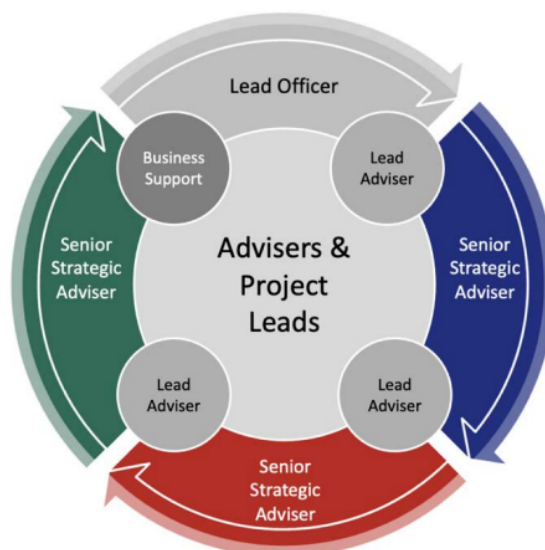 Lead Officer
Business
Support
Lead
Adviser
Senior
Strategic
Adviser
Advisers &
Project
Leads
Senior
Strategic
Adviser
Lead
Adviser
Lead
Adviser
Senior
Strategic
Adviser